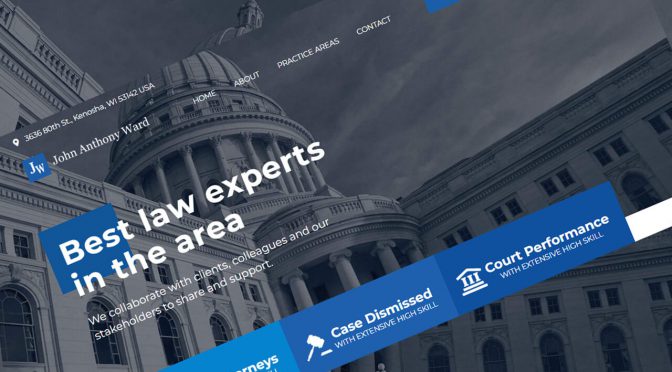 3636 80th St., Kenosha, WI 53142 USA
Jw John Anthony Ward
HOME ABOUT PRACTICE AREAS CONTACT
Best law experts
in the area
We collaborate with clients, colleagues and our
stakeholders to share and support.
Case Dismissed
WITH EXTENSIVE HIGH SKILL
Court Performance
WITH EXTENSIVE HIGH SKILL